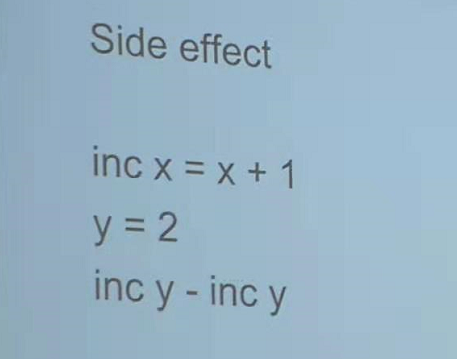 Side effect
inc x = x + 1
y = 2
inc y - inc y